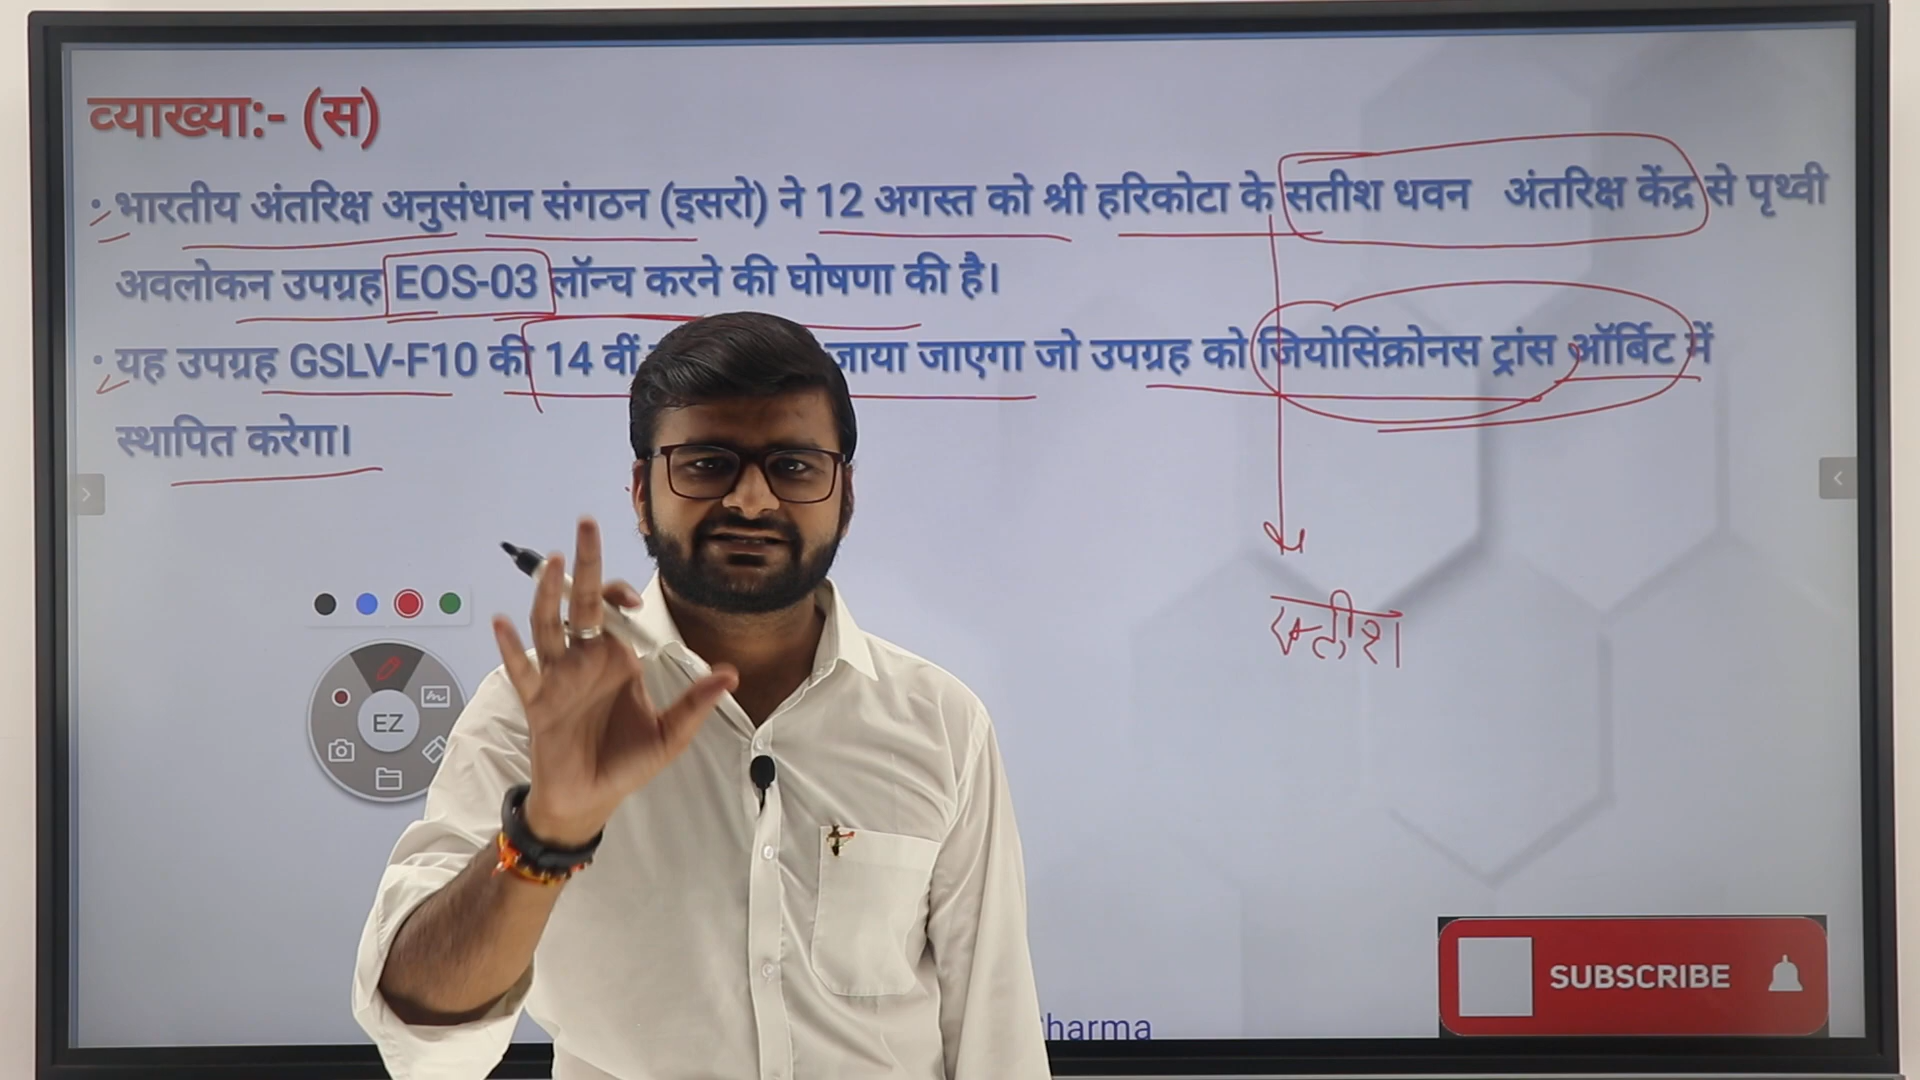 व्याख्या:- (स)
• भारतीय अंतरिक्ष अनुसंधान संगठन (इसरो) ने 12 अगस्त को श्री हरिकोटा के सतीश धवन अंतरिक्ष केंद्र से पृथ्वी
अवलोकन उपग्रह EOS-03 लॉन्च करने की घोषणा की है।
• यह उपग्रह GSLV-F10 की 14 वीं जाया जाएगा जो उपग्रह को जियोसिंक्रोनस ट्रांस ऑर्बिट में
स्थापित करेगा।
सतीश
EZ
SUBSCRIBE
harma